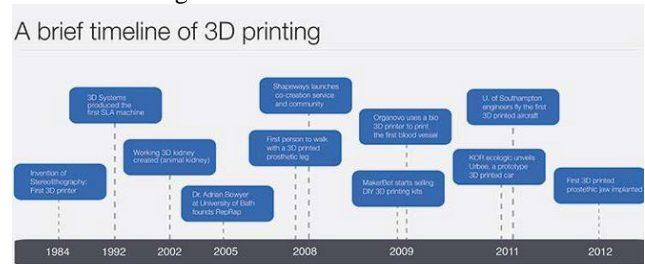 A brief timeline of 3D printing
Invention of
Stereolithography:
First 3D printer
3D Systems
produced the
first SLA machine
Working 3D kidney
created (animal kidney)
Dr. Adrian Bowyer
at University of Bath
founds RepRap
Shapeways launches
co-creation service
and community
First person to walk
with a 3D printed
prosthetic leg
Organovo uses a bio
3D printer to print
the first blood vessel
MakerBot starts selling
DIY 3D printing kits
U. of Southampton
engineers fly the first
3D printed aircraft
KOR ecologic unveils
Urbee, a prototype
3D printed car
First 3D printed
prostethic jaw implanted
1984
1992
2002
2005
2008
2009
2011
2012